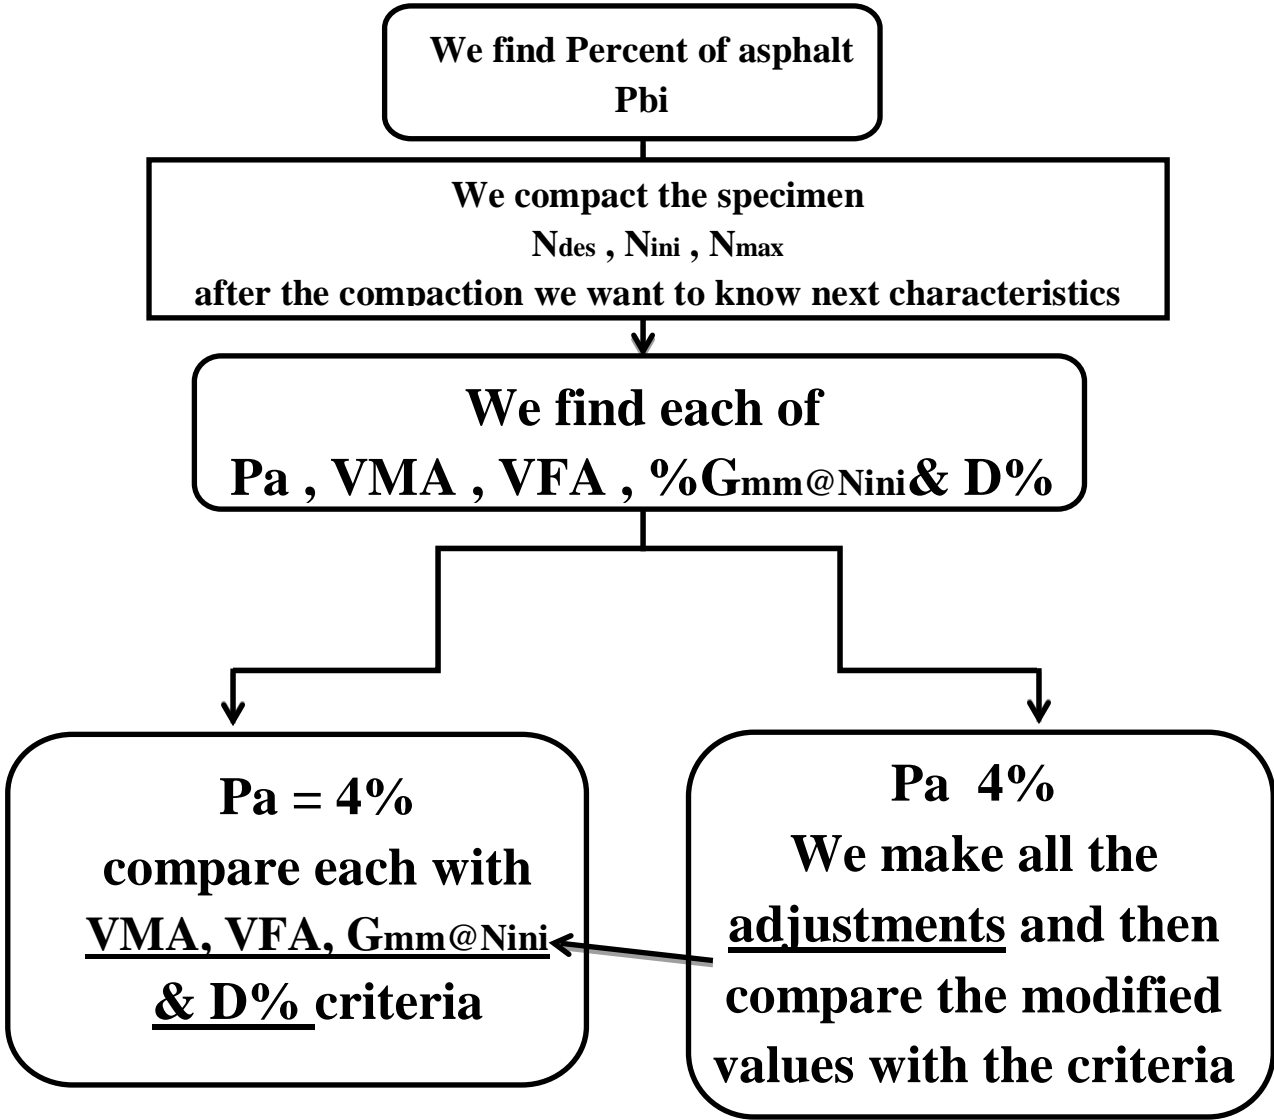 We find Percent of asphalt
Pbi
We compact the specimen
Ndes , Nini , Nmax
after the compaction we want to know next characteristics
We find each of
Pa , VMA , VFA , %Gmm@Nini& D%
Pa = 4%
compare each with
VMA, VFA, Gmm@Nini
& D% criteria
Pa 4%
We make all the
adjustments and then
compare the modified
values with the criteria